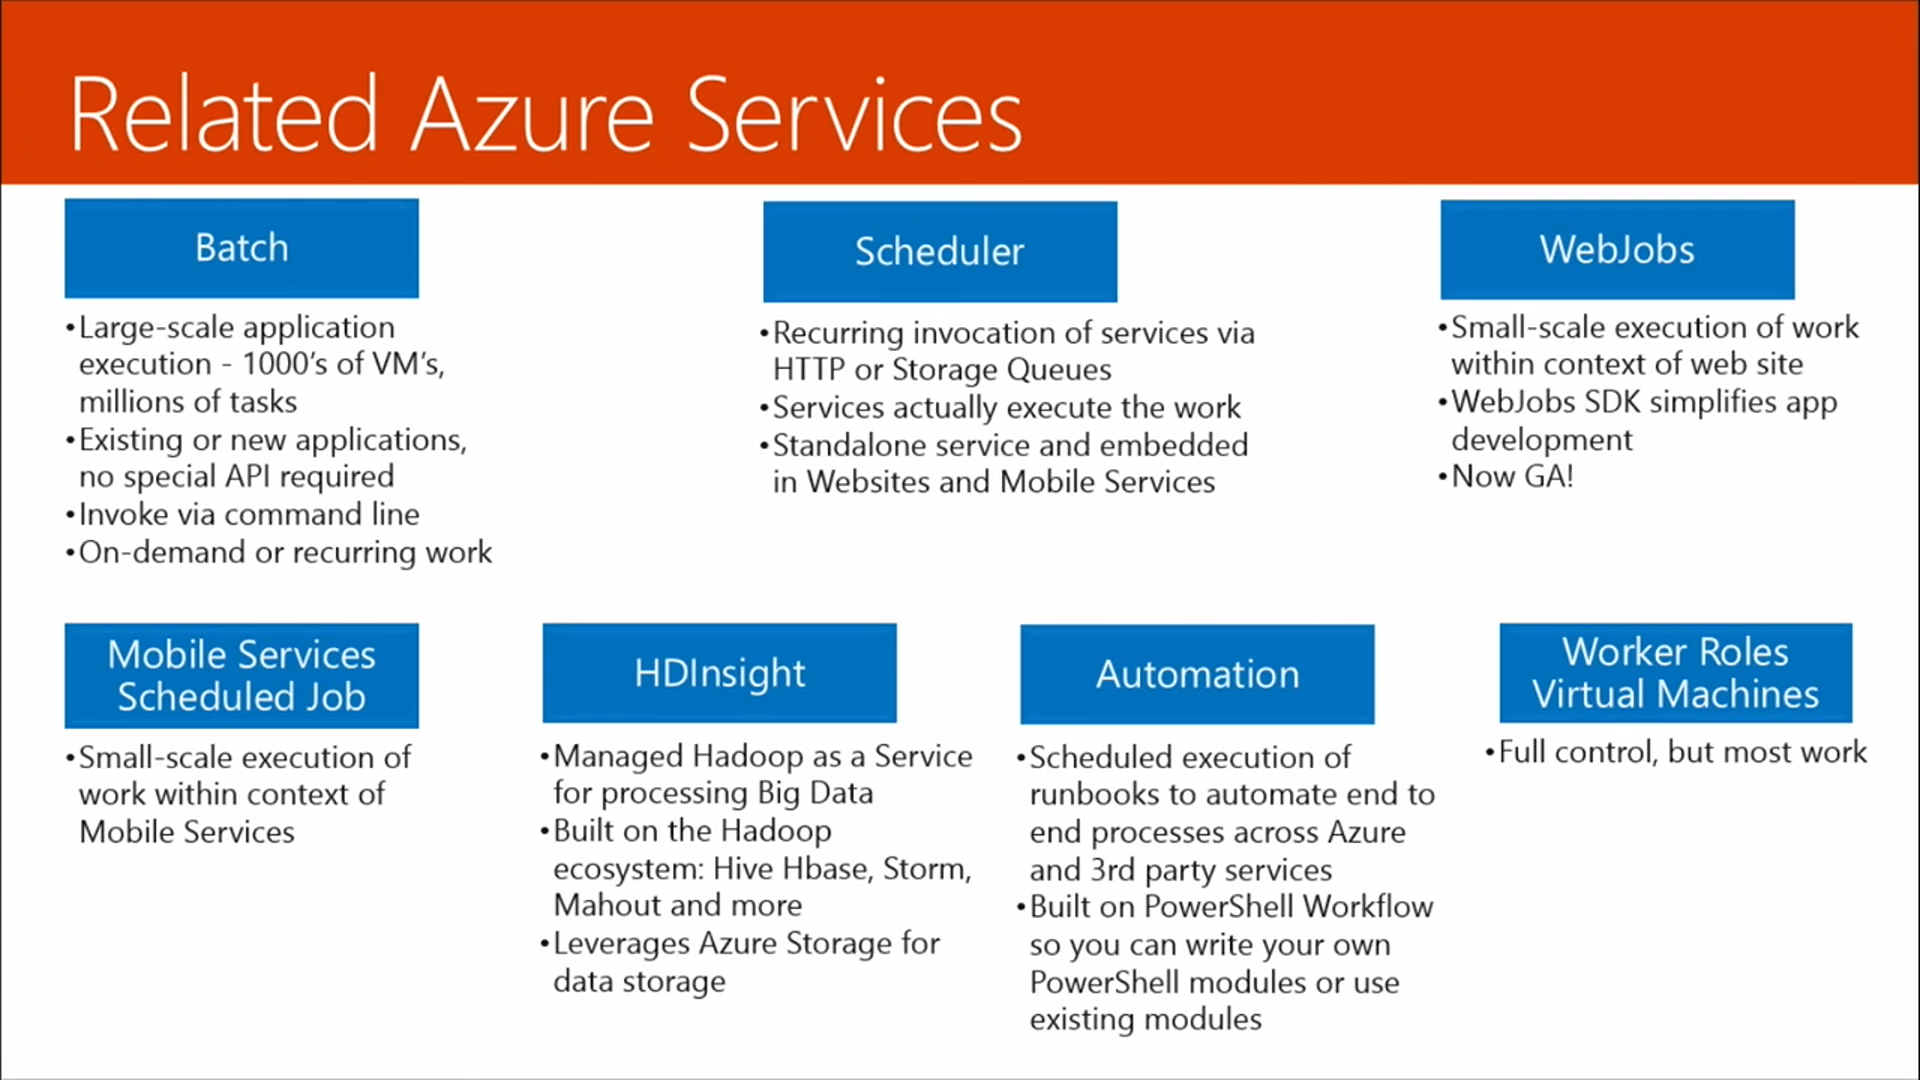 Related Azure Services
Batch
•Large-scale application
execution - 1000's of VM's,
millions of tasks
•Existing or new applications,
no special API required
•Invoke via command line
•On-demand or recurring work
Scheduler
•Recurring invocation of services via
HTTP or Storage Queues
•Services actually execute the work
•Standalone service and embedded
in Websites and Mobile Services
WebJobs
•Small-scale execution of work
within context of web site
•WebJobs SDK simplifies app
development
•Now GA!
Mobile Services
Scheduled Job
•Small-scale execution of
work within context of
Mobile Services
HDInsight
•Managed Hadoop as a Service
for processing Big Data
•Built on the Hadoop
ecosystem: Hive Hbase, Storm,
Mahout and more
•Leverages Azure Storage for
data storage
Automation
•Scheduled execution of
runbooks to automate end to
end processes across Azure
and 3rd party services
•Built on PowerShell Workflow
so you can write your own
PowerShell modules or use
existing modules
Worker Roles
Virtual Machines
•Full control, but most work